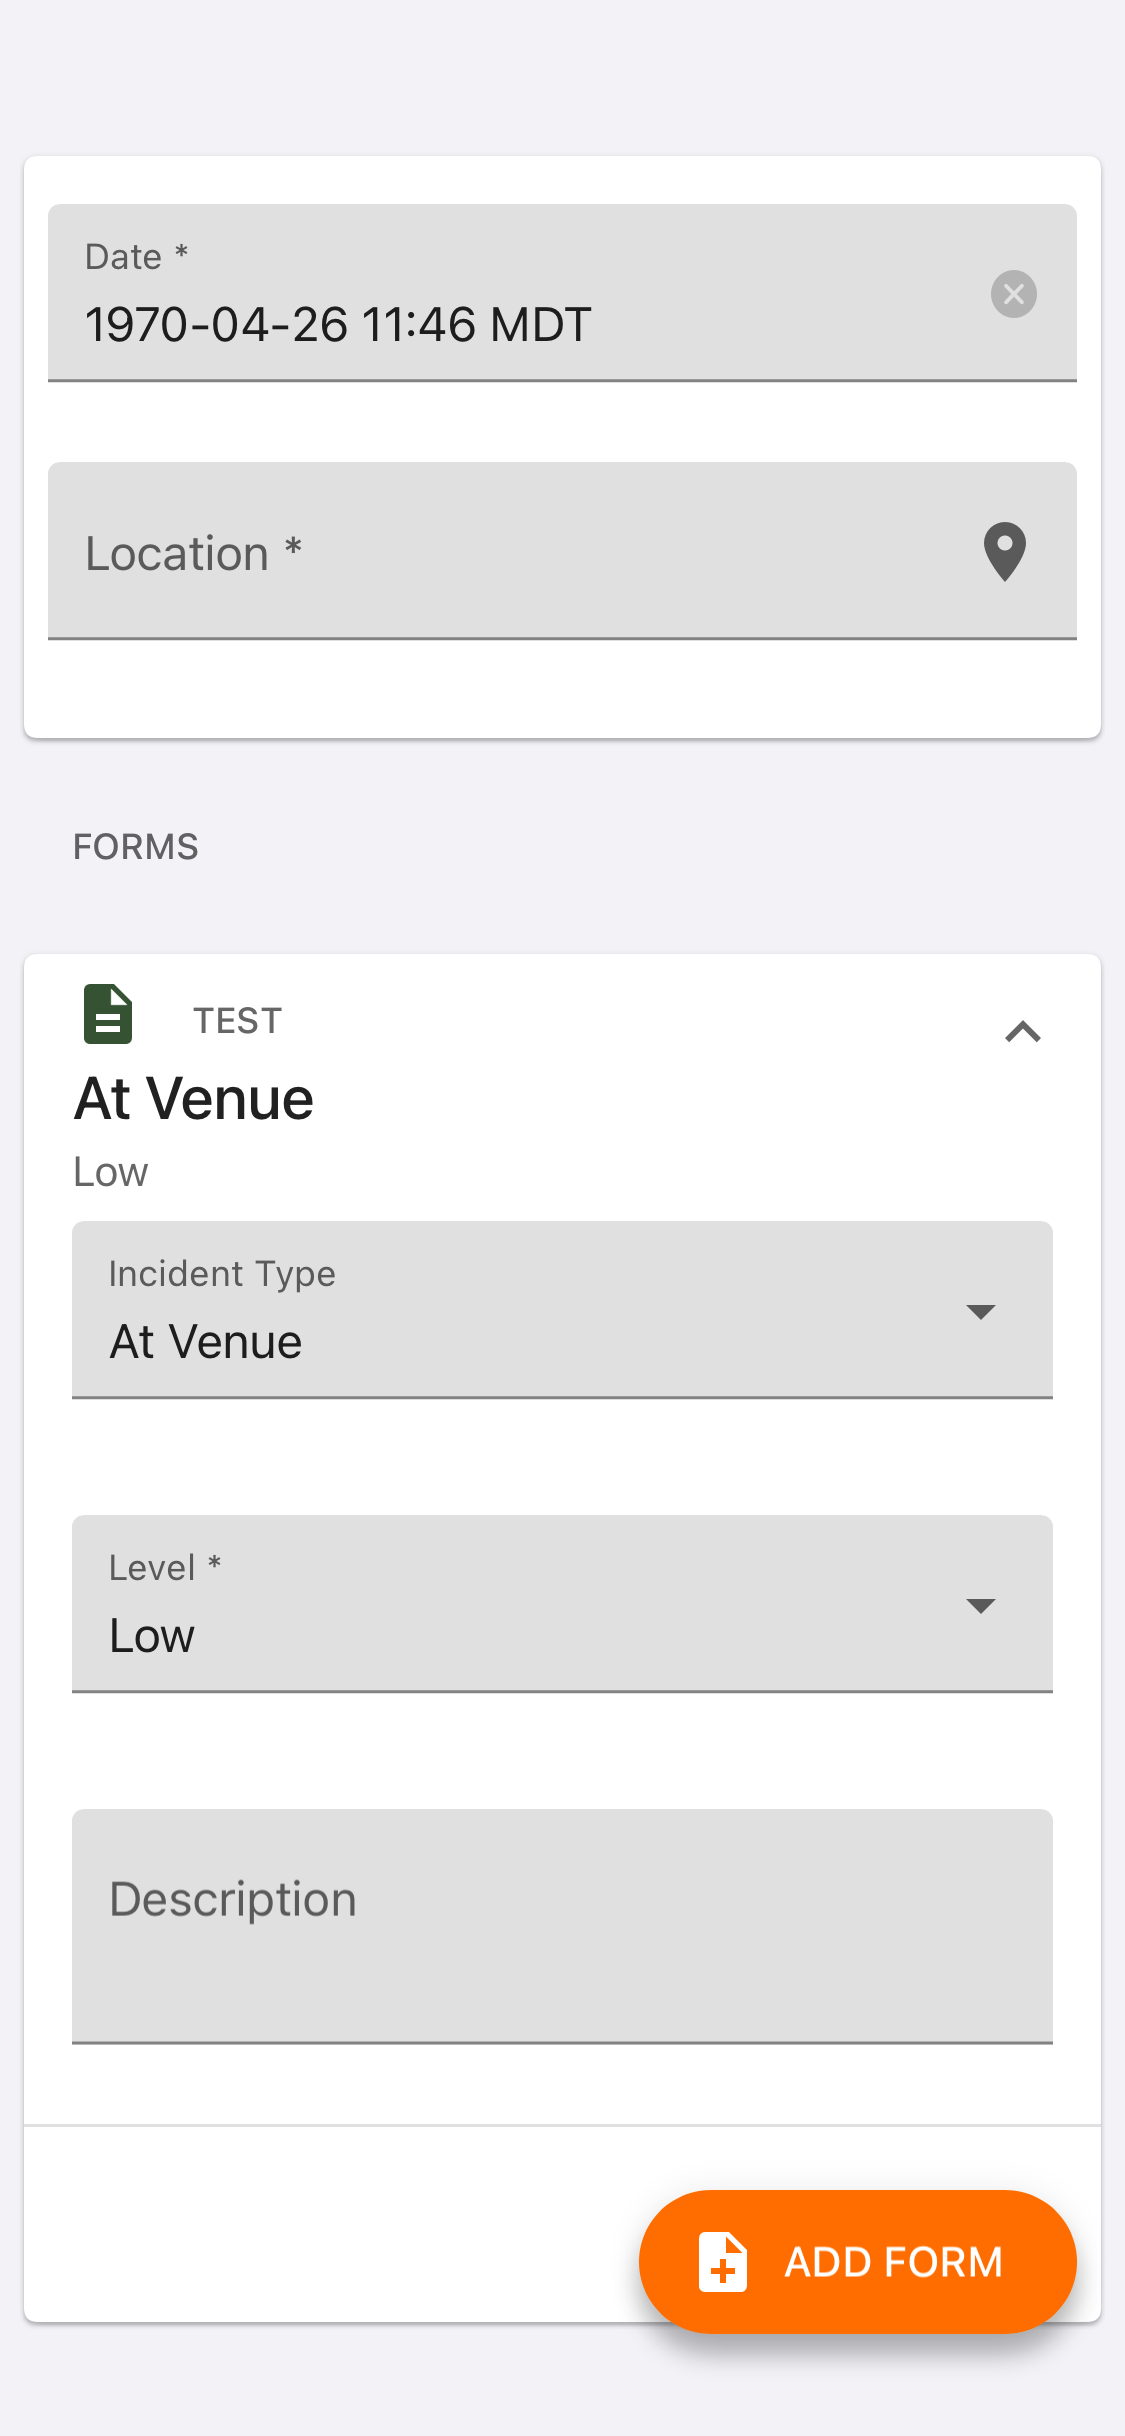 Date *
1970-04-26 11:46 MDT
Location *
FORMS
TEST
At Venue
Low
Incident Type
At Venue
Level *
Low
Description
ADD FORM